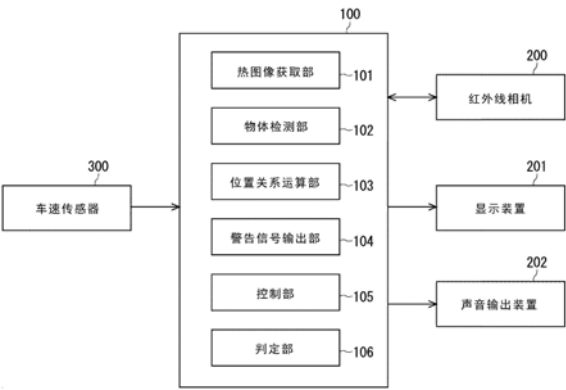 100
热图像获取部
101
200
红外线相机
物体检测部
102
300
车速传感器
位置关系运算部
103
201
显示装置
警告信号输出部
104
202
声音输出装置
控制部
105
判定部
106